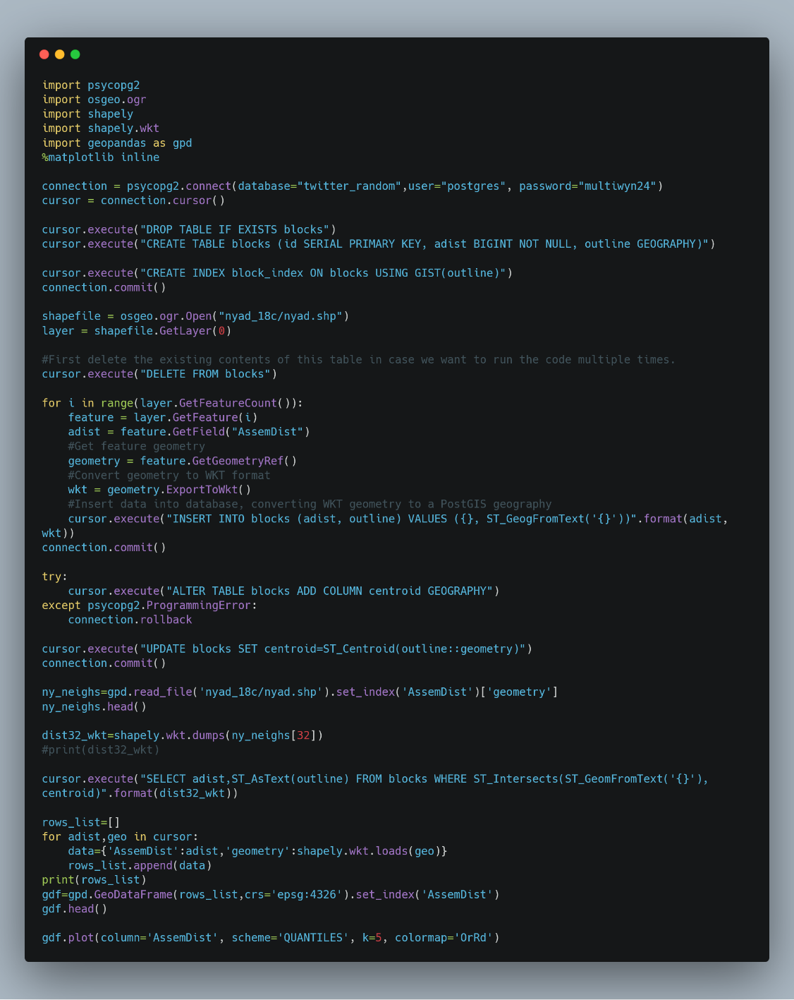 import psycopg2
import osgeo.ogr
import shapely
import shapely.wkt
import geopandas as gpd
%matplotlib inline

connection = psycopg2.connect(database="twitter_random",user="postgres", password="multiwyn24")
cursor = connection.cursor()

cursor.execute("DROP TABLE IF EXISTS blocks")
cursor.execute("CREATE TABLE blocks (id SERIAL PRIMARY KEY, adist BIGINT NOT NULL, outline GEOGRAPHY)")

cursor.execute("CREATE INDEX block_index ON blocks USING GIST(outline)")
connection.commit()

shapefile = osgeo.ogr.Open("nyad_18c/nyad.shp")
layer = shapefile.GetLayer(0)

#First delete the existing contents of this table in case we want to run the code multiple times.
cursor.execute("DELETE FROM blocks")

for i in range(layer.GetFeatureCount()):
    feature = layer.GetFeature(i)
    adist = feature.GetField("AssemDist")
    #Get feature geometry
    geometry = feature.GetGeometryRef()
    #Convert geometry to WKT format
    wkt = geometry.ExportToWkt()
    #Insert data into database, converting WKT geometry to a PostGIS geography
    cursor.execute("INSERT INTO blocks (adist, outline) VALUES ({}, ST_GeogFromText('{}'))".format(adist,
wkt))
connection.commit()

try:
    cursor.execute("ALTER TABLE blocks ADD COLUMN centroid GEOGRAPHY")
except psycopg2.ProgrammingError:
    connection.rollback

cursor.execute("UPDATE blocks SET centroid=ST_Centroid(outline::geometry)")
connection.commit()

ny_neighs=gpd.read_file('nyad_18c/nyad.shp').set_index('AssemDist')['geometry']
ny_neighs.head()

dist32_wkt=shapely.wkt.dumps(ny_neighs[32])
#print(dist32_wkt)

cursor.execute("SELECT adist,ST_AsText(outline) FROM blocks WHERE ST_Intersects(ST_GeomFromText('{}'),
centroid)".format(dist32_wkt))

rows_list=[]
for adist,geo in cursor:
    data={'AssemDist':adist,'geometry':shapely.wkt.loads(geo)}
    rows_list.append(data)
print(rows_list)
gdf=gpd.GeoDataFrame(rows_list,crs='epsg:4326').set_index('AssemDist')
gdf.head()

gdf.plot(column='AssemDist', scheme='QUANTILES', k=5, colormap='OrRd')